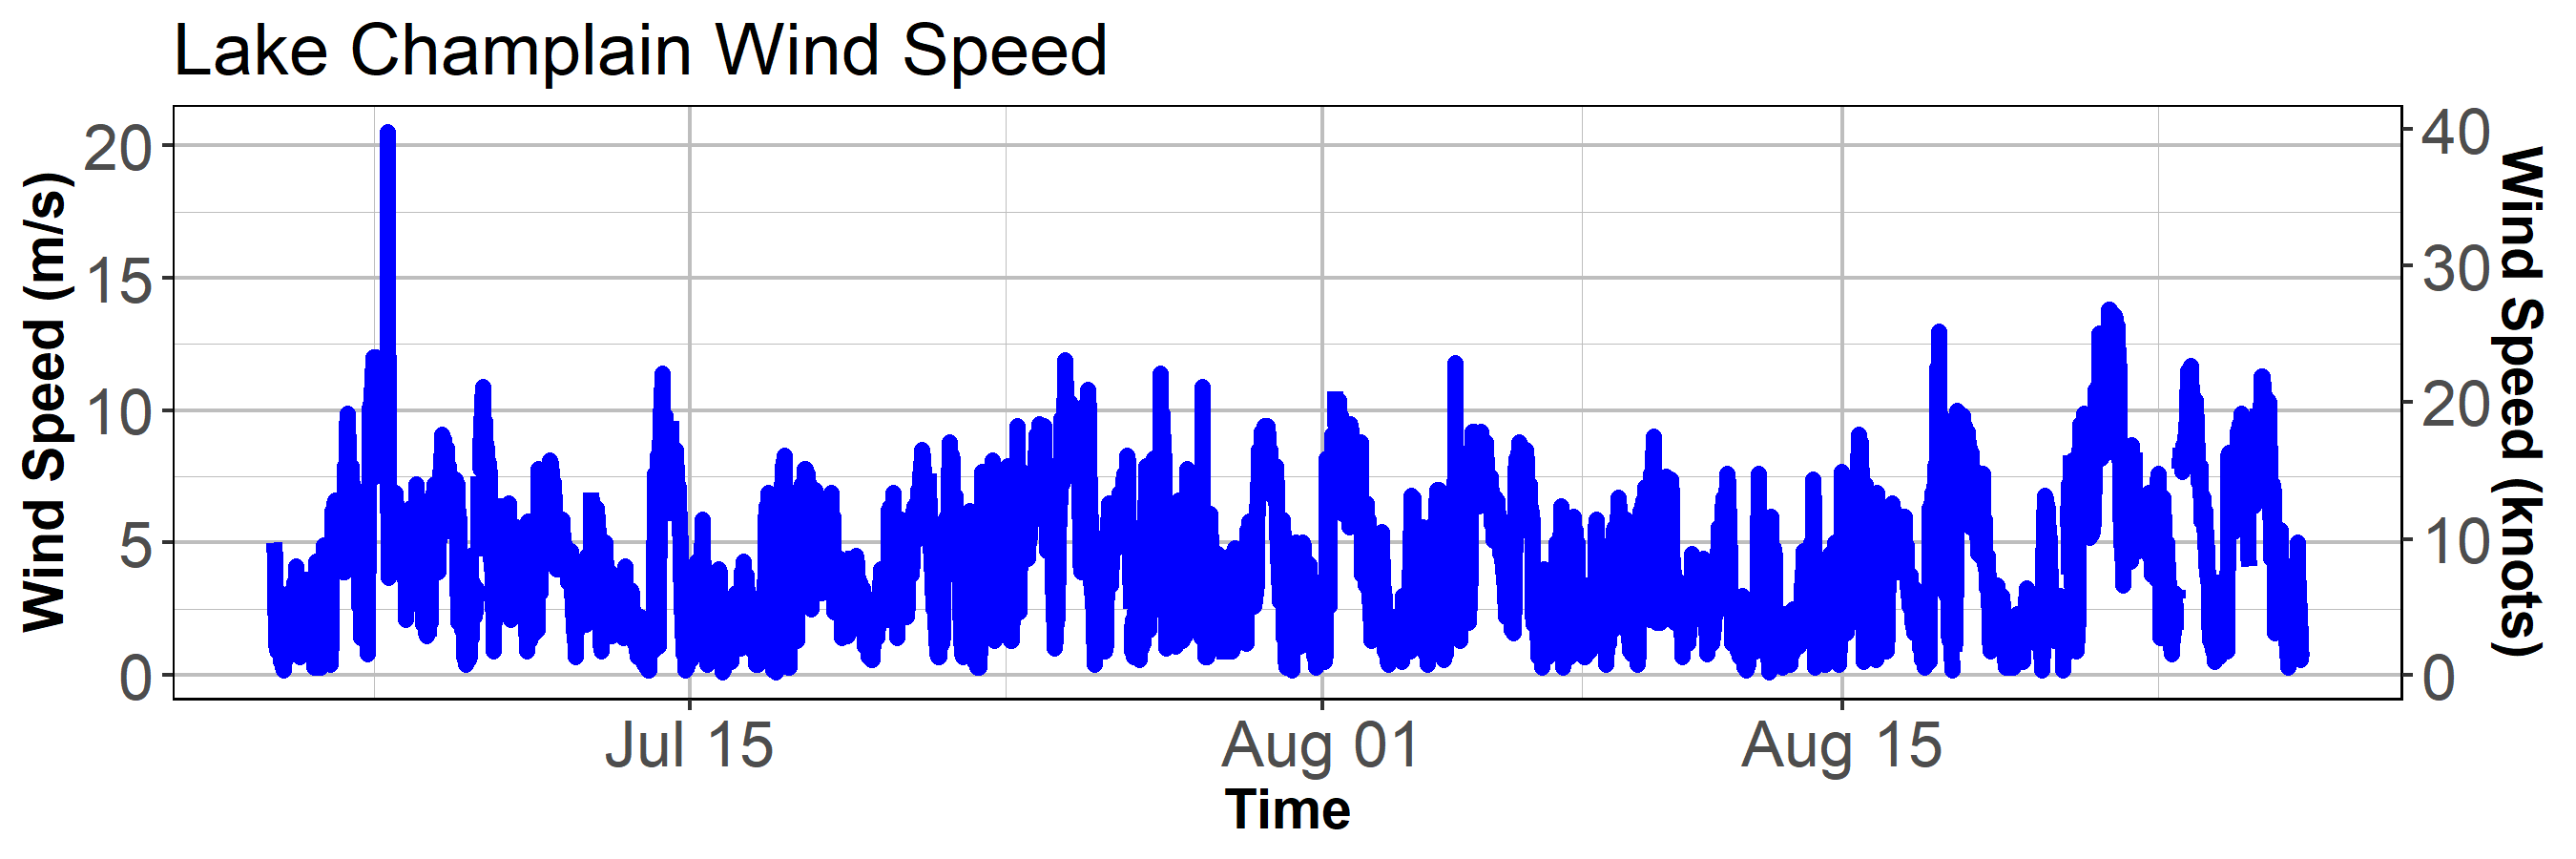 Lake Champlain Wind Speed
Wind Speed (m/s)
20
15
10
5
0
40
30
20
10
0
Wind Speed (knots)
Jul 15
Aug 01
Aug 15
Time